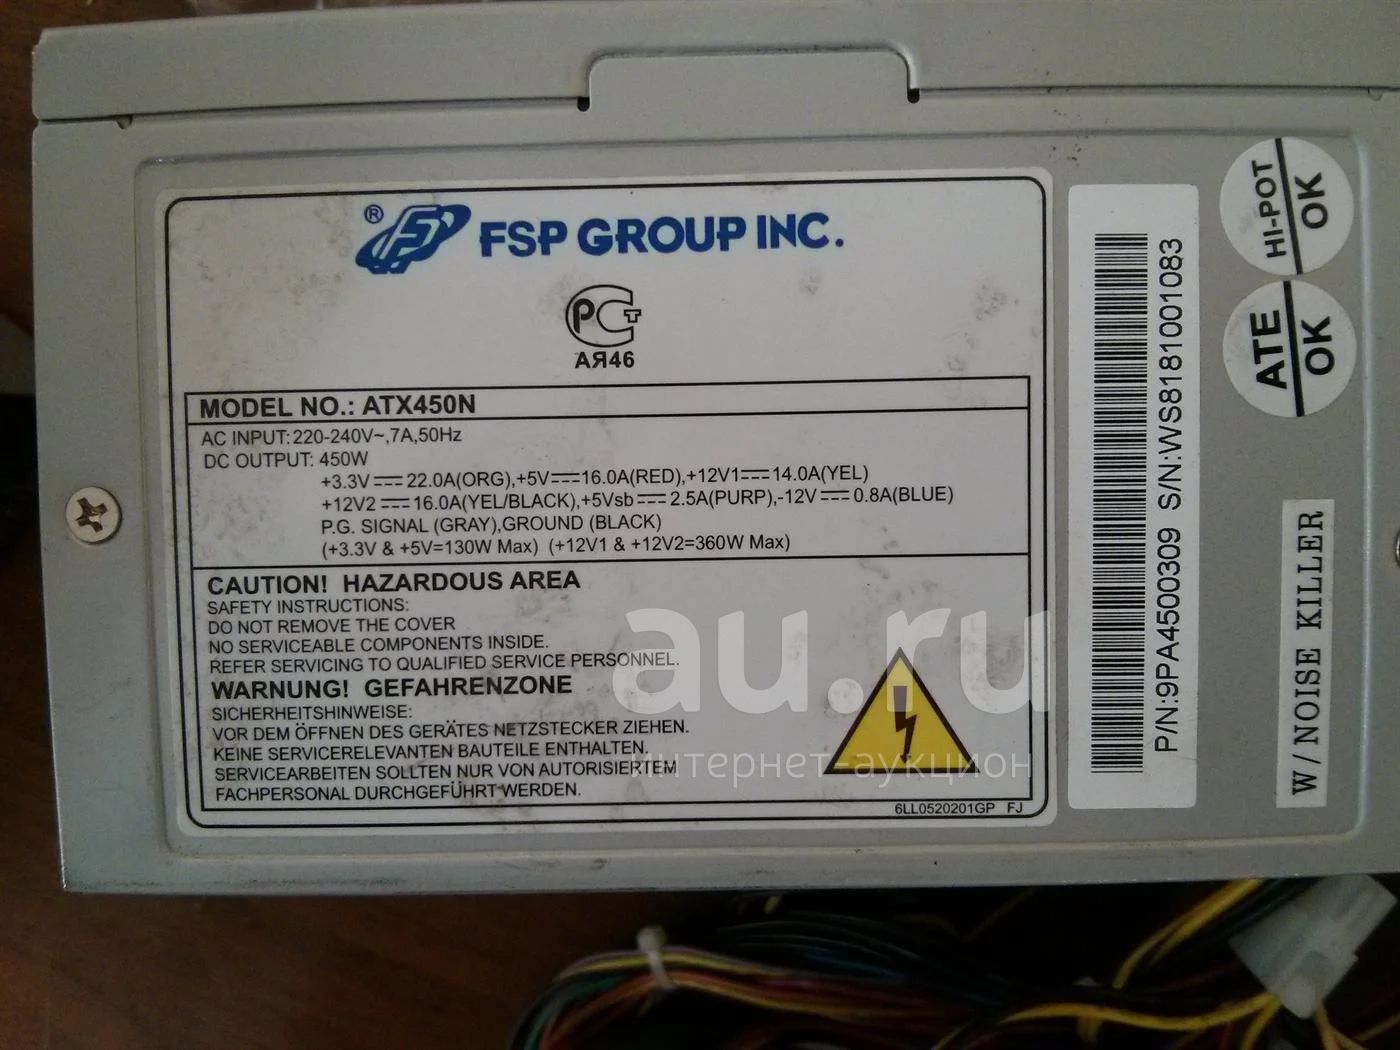 ® FSP GROUP INC.
РСТ
АЯ46
MODEL NO.: ATX450N
AC INPUT:220-240V~,7A,50Hz
DC OUTPUT: 450W
+3.3V⎓22.0A(ORG),+5V⎓16.0A(RED),+12V1⎓14.0A(YEL)
+12V2⎓16.0A(YEL/BLACK),+5Vsb⎓2.5A(PURP),-12V⎓0.8A(BLUE)
P.G. SIGNAL (GRAY),GROUND (BLACK)
(+3.3V & +5V=130W Max) (+12V1 & +12V2=360W Max)
CAUTION! HAZARDOUS AREA
SAFETY INSTRUCTIONS:
DO NOT REMOVE THE COVER
NO SERVICEABLE COMPONENTS INSIDE.
REFER SERVICING TO QUALIFIED SERVICE PERSONNEL.
WARNUNG! GEFAHRENZONE
SICHERHEITSHINWEISE:
VOR DEM ÖFFNEN DES GERÄTES NETZSTECKER ZIEHEN.
KEINE SERVICERELEVANTEN BAUTEILE ENTHALTEN.
SERVICEARBEITEN SOLLTEN NUR VON AUTORISIERTEM
FACHPERSONAL DURCHGEFÜHRT WERDEN.
6LL0520201GP FJ
au.ru
интернет-аукцион
P/N:9PA4500309 S/N:WS8181001083
HI-POT
OK
ATE
OK
W/NOISE KILLER